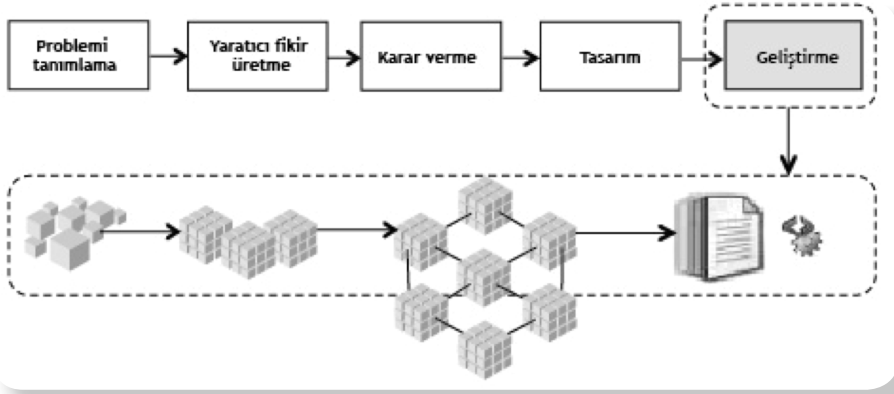 Problemi
tanımlama
Yaratıcı fikir
üretme
Karar verme
Tasarım
Geliştirme